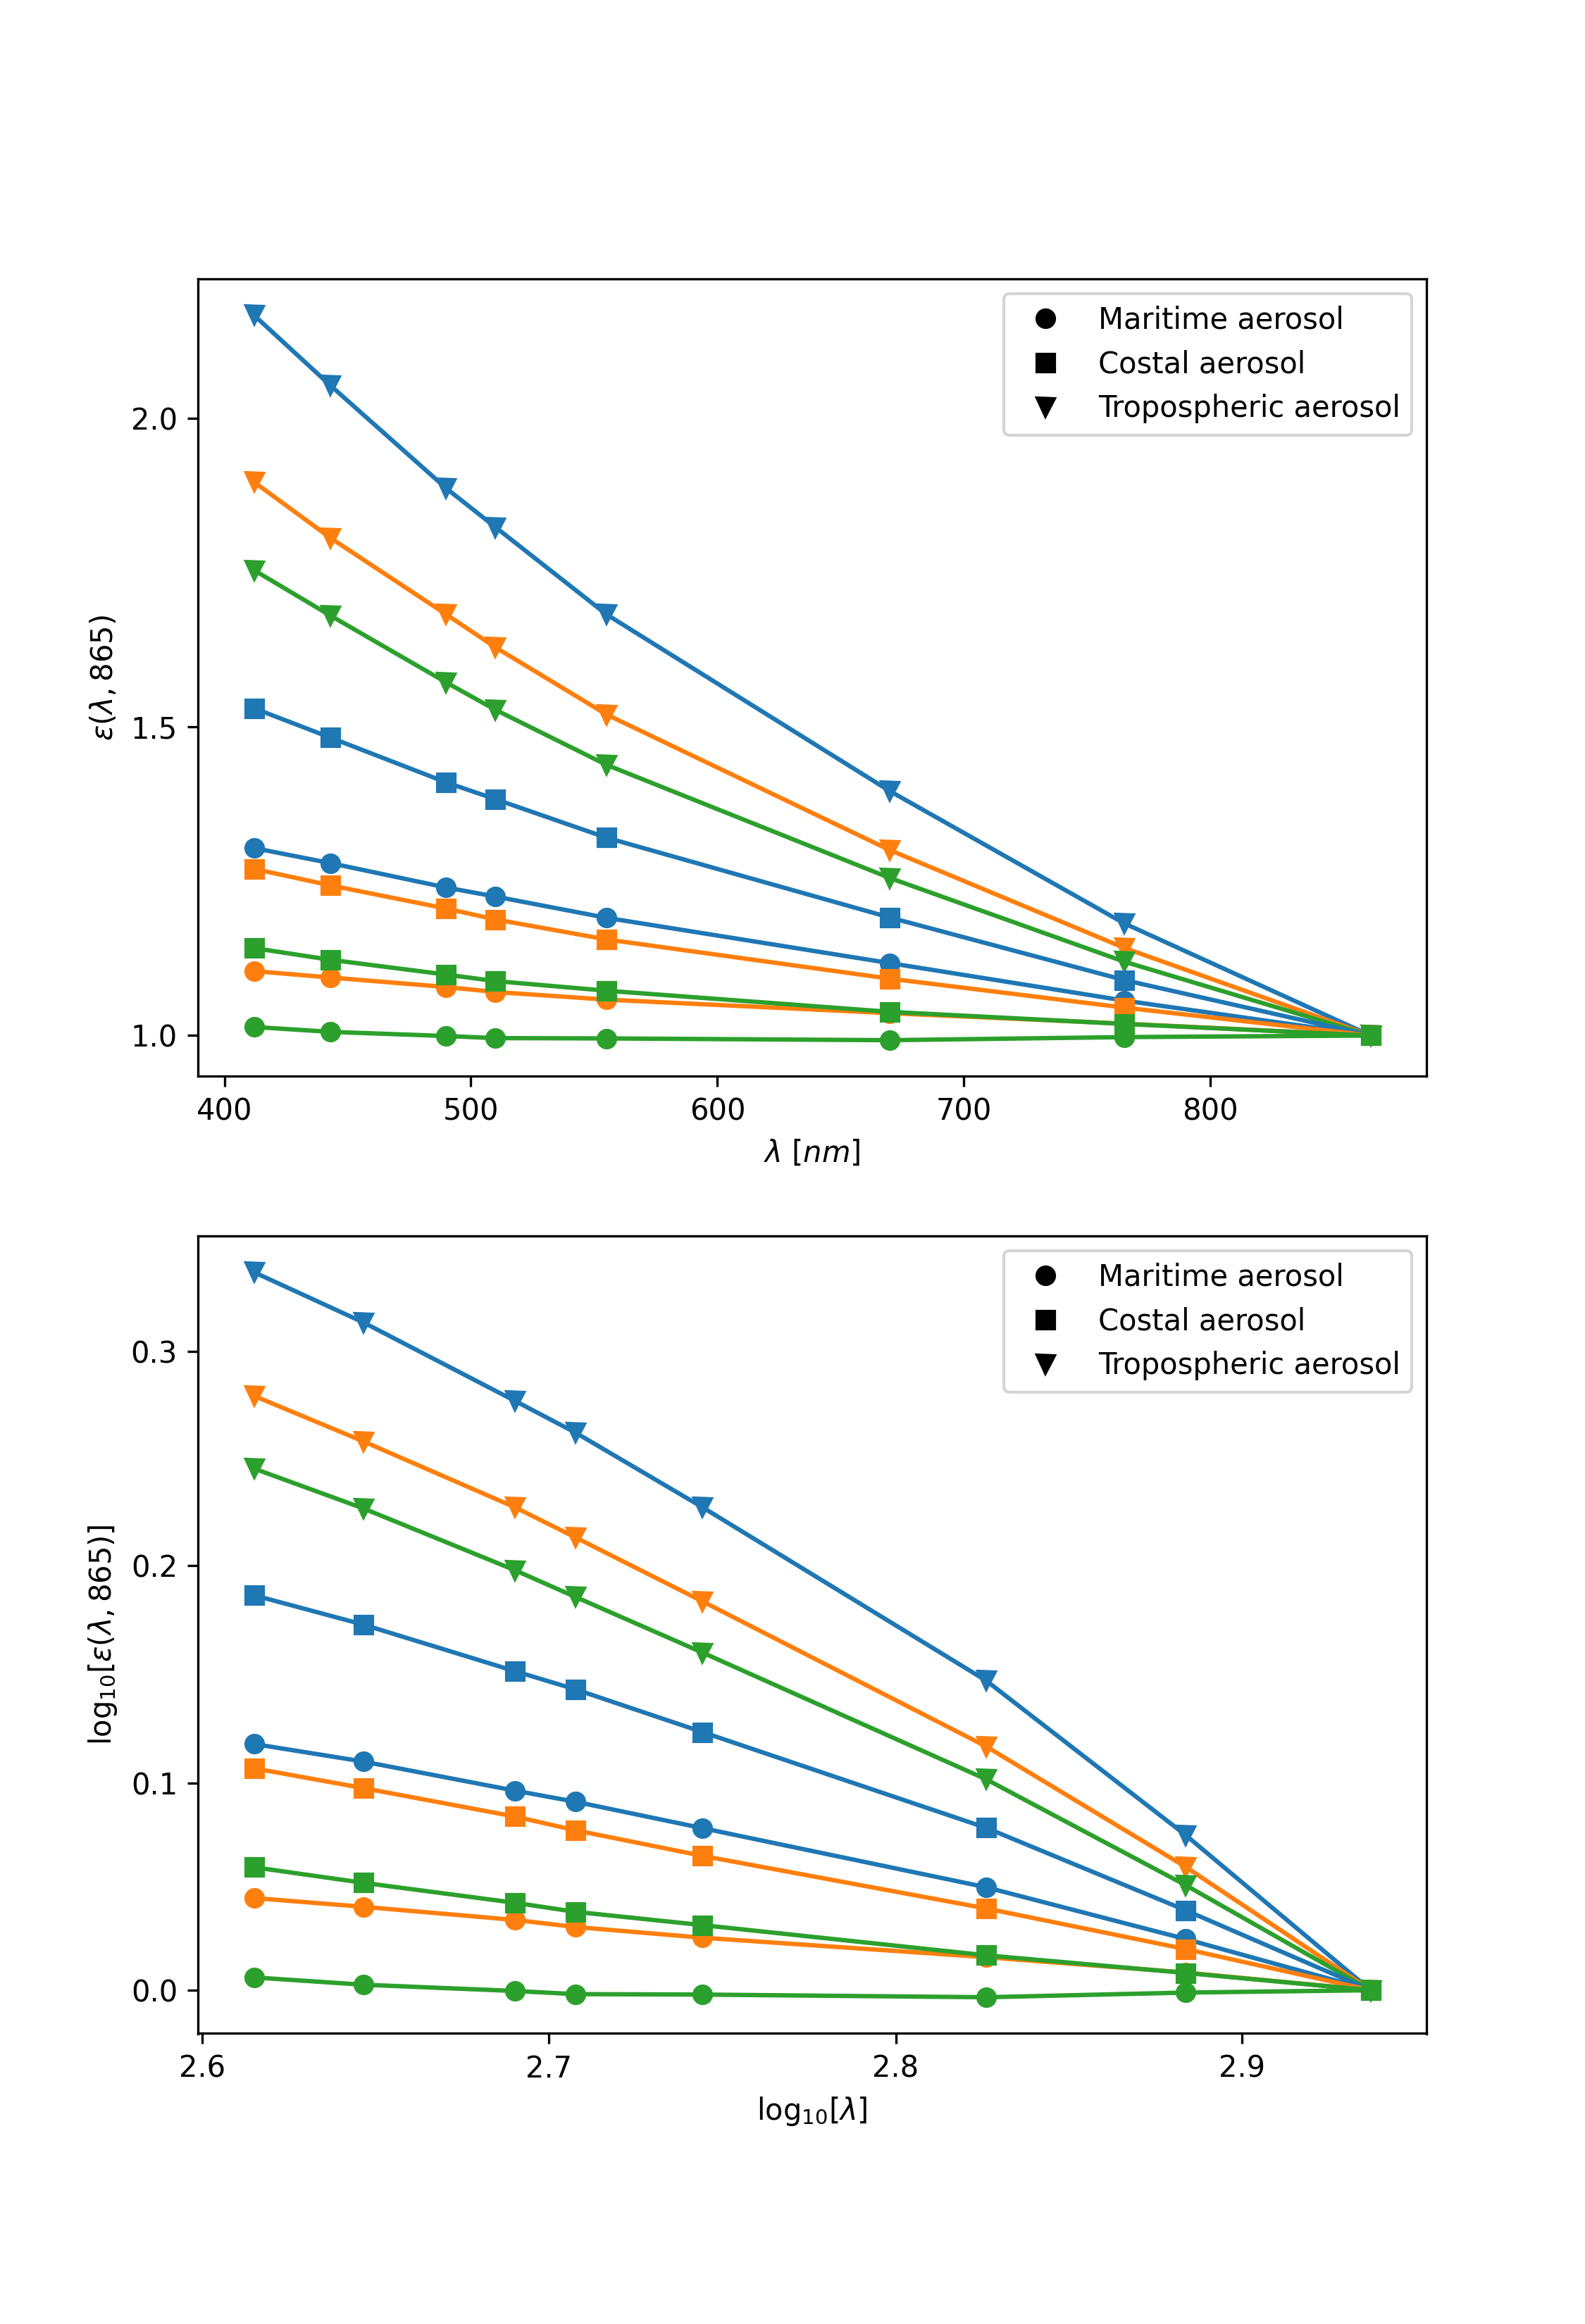 Maritime aerosol
Costal aerosol
Tropospheric aerosol
2.0
1.5
1.0
ε(λ, 865)
400 500 600 700 800
λ [nm]
Maritime aerosol
Costal aerosol
Tropospheric aerosol
0.3
0.2
0.1
0.0
log₁₀[ε(λ, 865)]
2.6 2.7 2.8 2.9
log₁₀[λ]